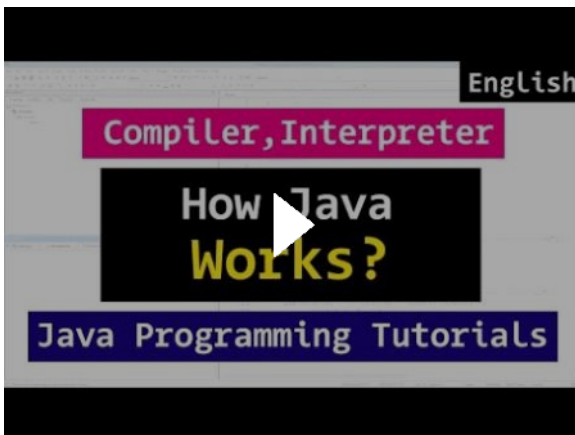 English
Compiler,Interpreter
How Java
Works?
Java Programming Tutorials